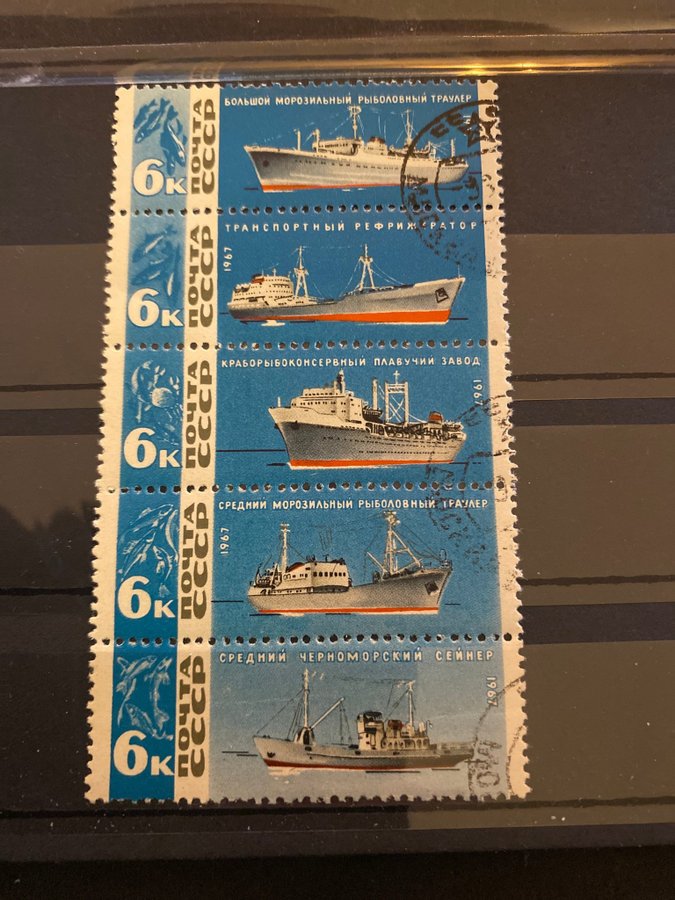 БОЛЬШОЙ МОРОЗИЛЬНЫЙ РЫБОЛОВНЫЙ ТРАУЛЕР
6К
ПОЧТА
СССР
ТРАНСПОРТНЫЙ РЕФРИЖЕРАТОР
1967
6К
ПОЧТА
СССР
КРАБОРЫБОКОНСЕРВНЫЙ ПЛАВУЧИЙ ЗАВОД
1967
6К
ПОЧТА
СССР
СРЕДНИЙ МОРОЗИЛЬНЫЙ РЫБОЛОВНЫЙ ТРАУЛЕР
1967
6К
ПОЧТА
СССР
СРЕДНИЙ ЧЕРНОМОРСКИЙ СЕЙНЕР
1967
6К
ПОЧТА
СССР